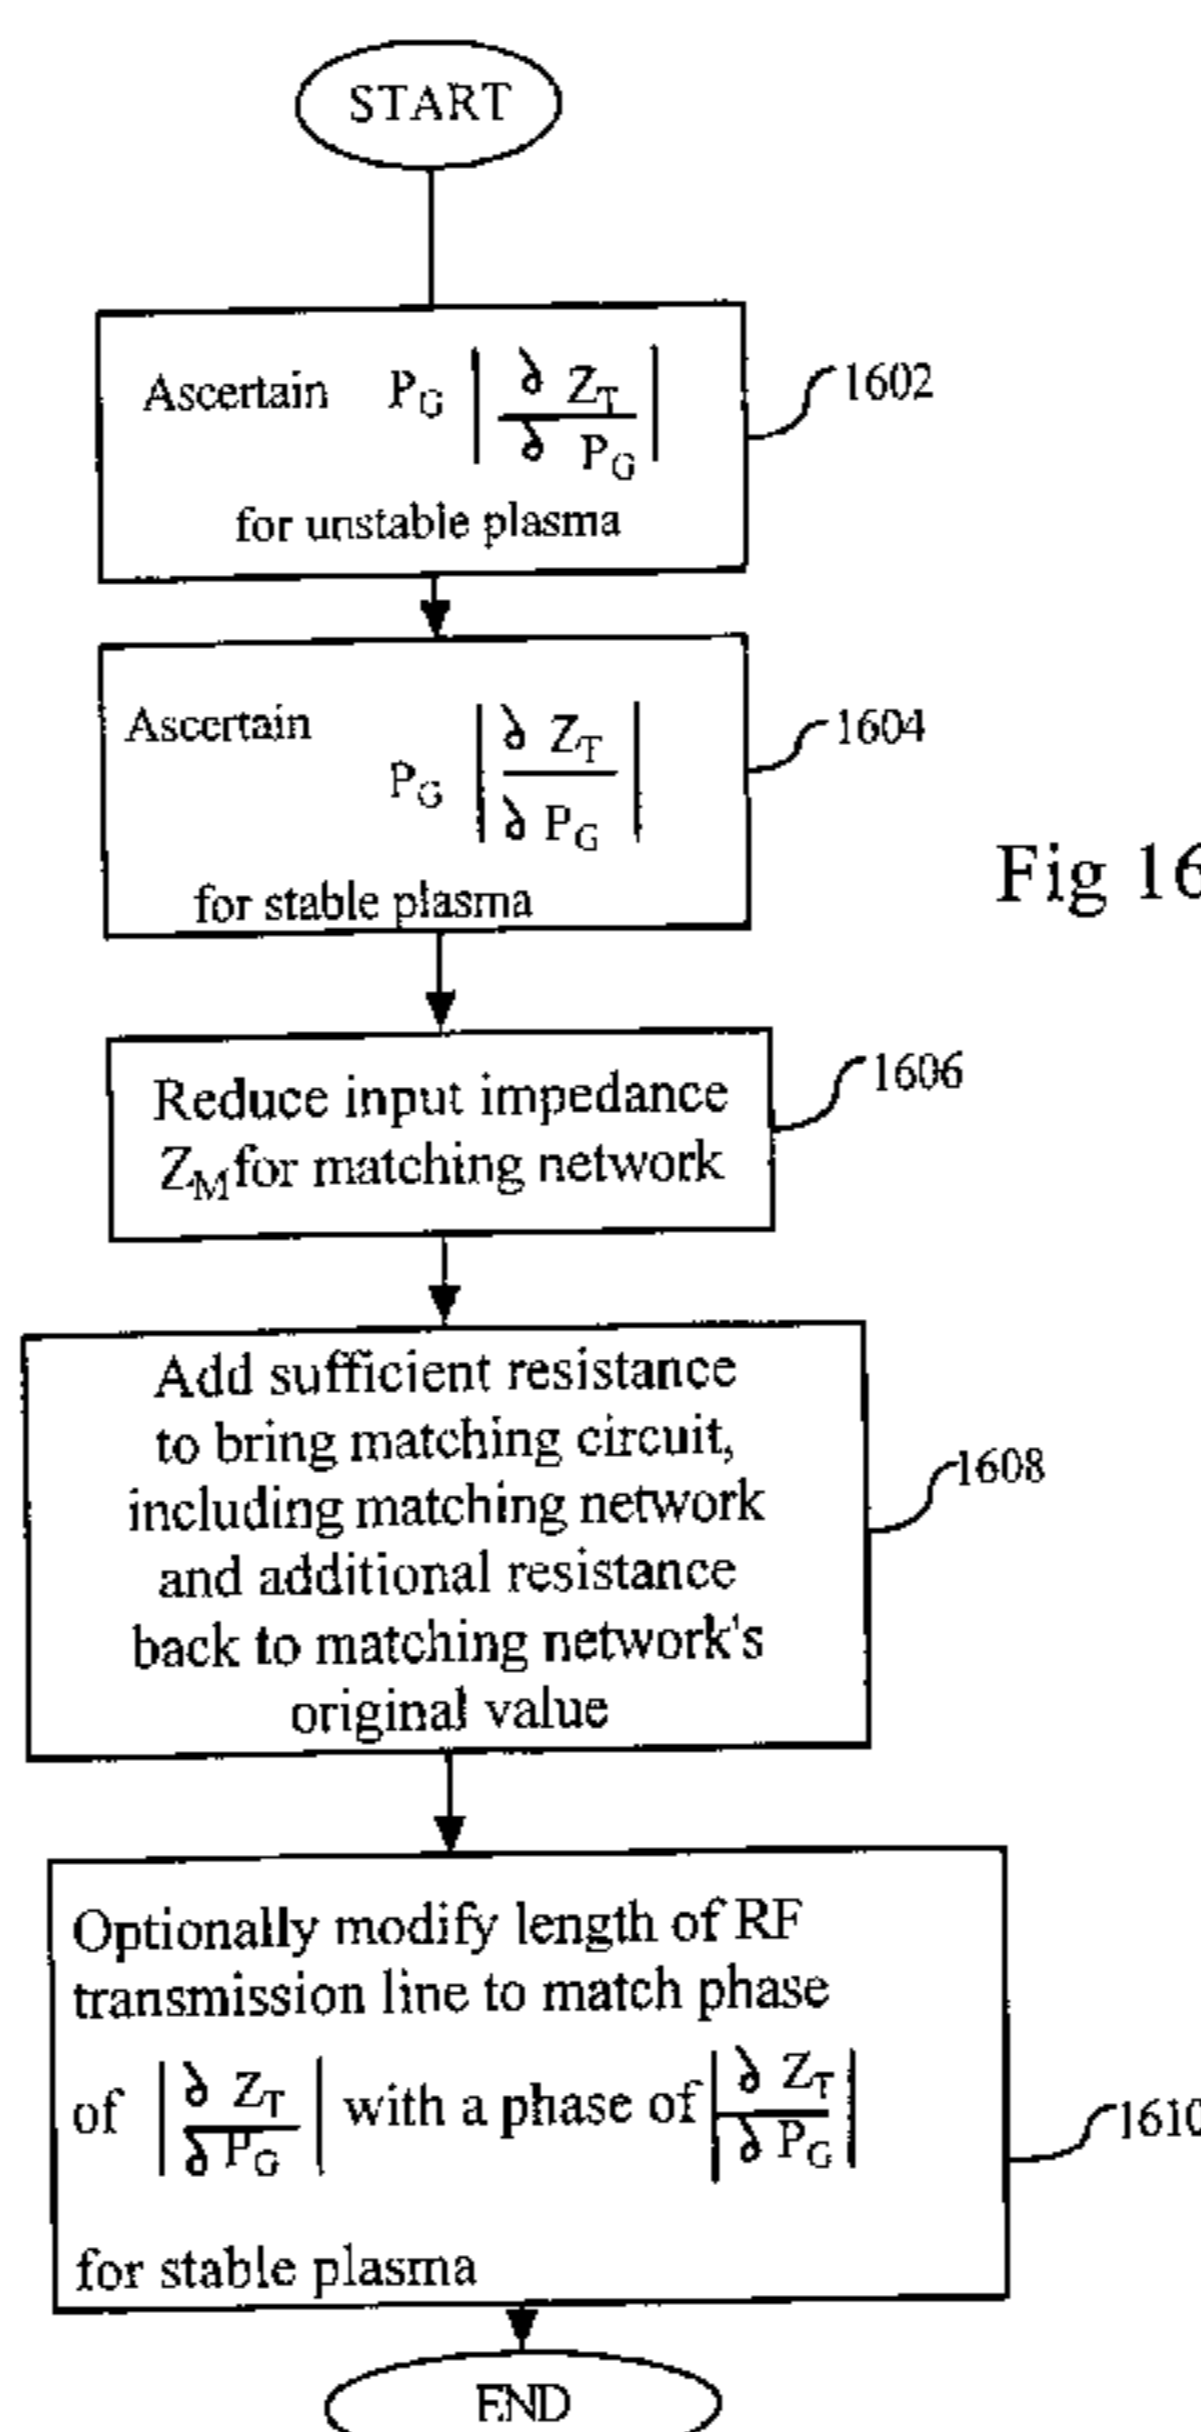 START
Ascertain P_G | ∂ Z_T / ∂ P_G |
for unstable plasma
1602
Ascertain
P_G | ∂ Z_T / ∂ P_G |
for stable plasma
1604
Fig 16
Reduce input impedance
Z_M for matching network
1606
Add sufficient resistance
to bring matching circuit,
including matching network
and additional resistance
back to matching network's
original value
1608
Optionally modify length of RF
transmission line to match phase
of | ∂ Z_T / ∂ P_G | with a phase of | ∂ Z_T / ∂ P_G |
for stable plasma
1610
END